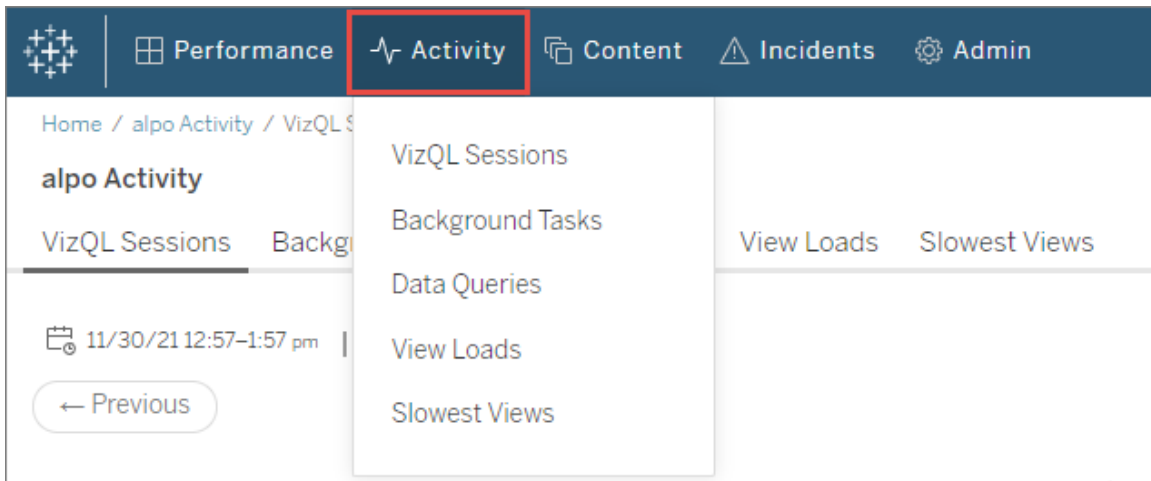 Performance Activity Content Incidents Admin
Home / alpo Activity / VizQL
alpo Activity
VizQL Sessions
View Loads Slowest Views
11/30/21 12:57–1:57 pm |
← Previous
VizQL Sessions
Background Tasks
Data Queries
View Loads
Slowest Views